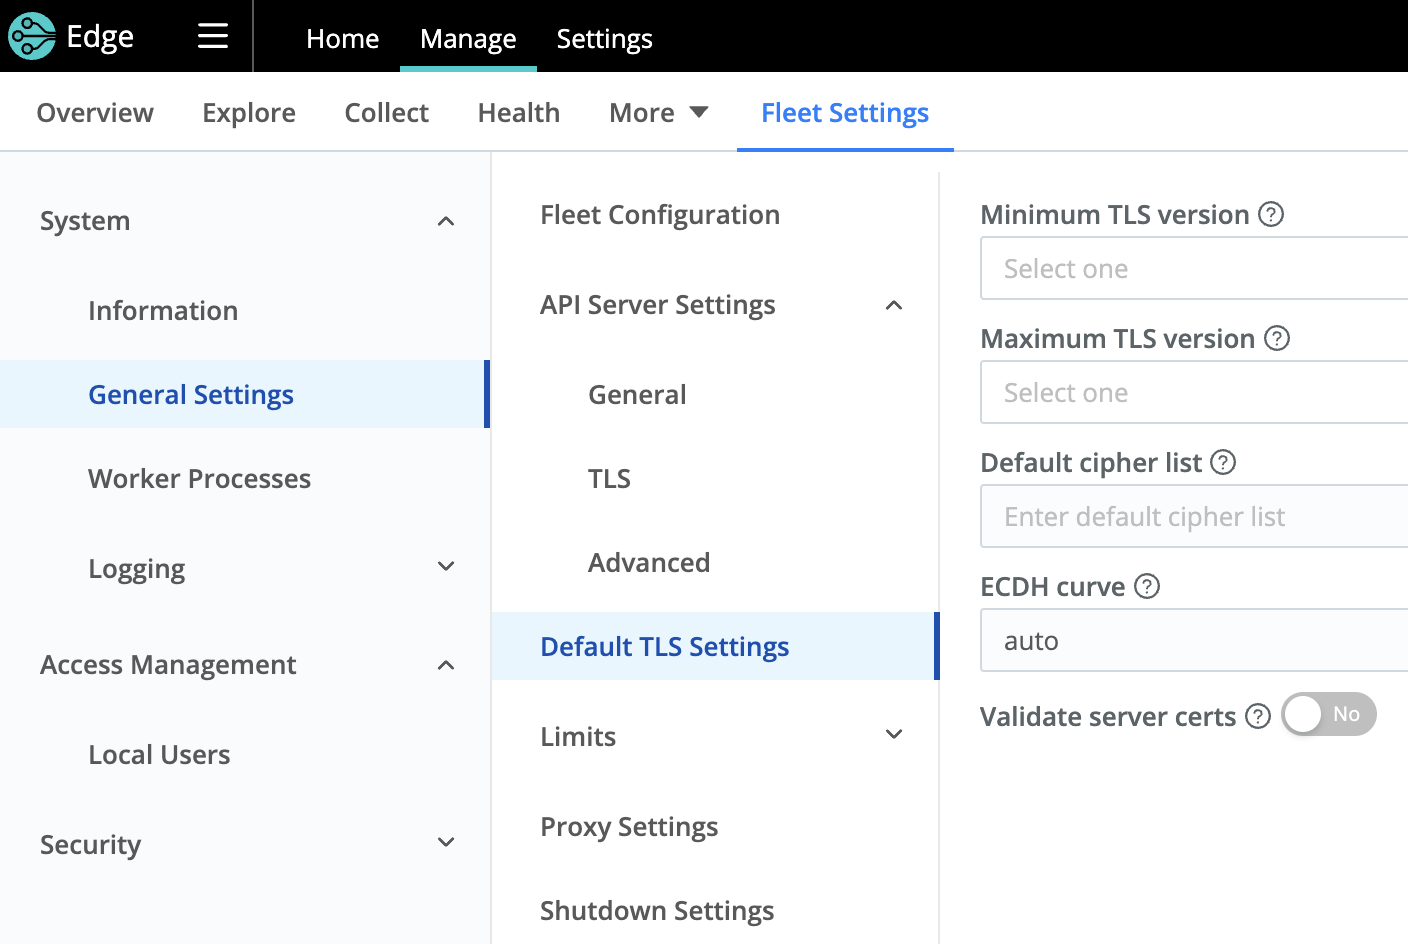 Edge
Home
Manage
Settings
Overview
Explore
Collect
Health
More
Fleet Settings
System
Information
General Settings
Worker Processes
Logging
Access Management
Local Users
Security
Fleet Configuration
API Server Settings
General
TLS
Advanced
Default TLS Settings
Limits
Proxy Settings
Shutdown Settings
Minimum TLS version ?
Select one
Maximum TLS version ?
Select one
Default cipher list ?
Enter default cipher list
ECDH curve ?
auto
Validate server certs ? No